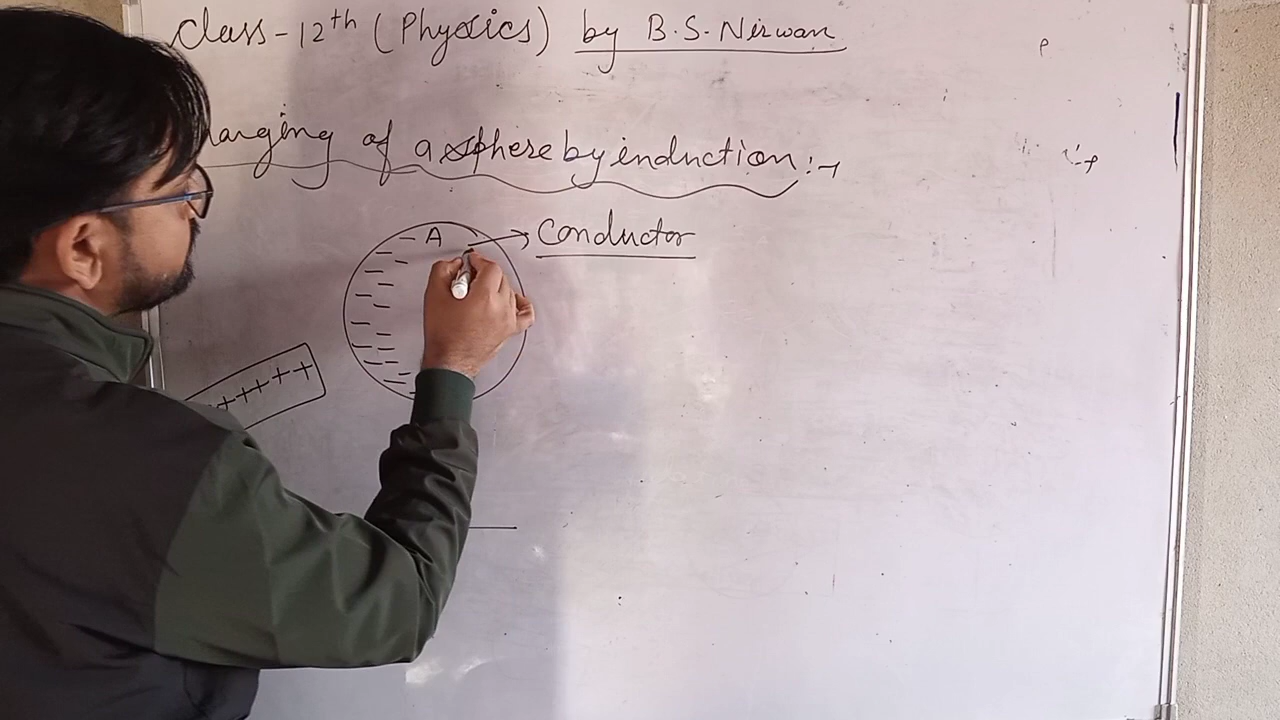 Class-12th (Physics) by B.S. Nirwan
harging of a sphere by induction :→
A → Conductor
+ + + + +